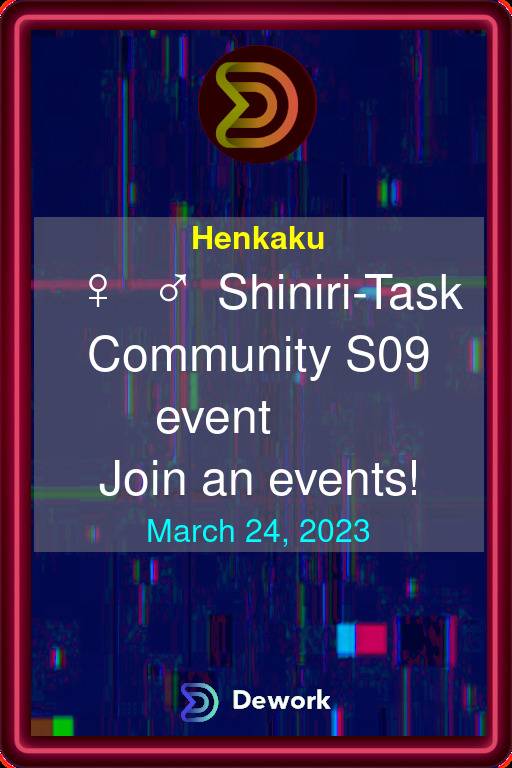 Henkaku
♀ ♂ Shiniri-Task
Community S09
event
Join an events!
March 24, 2023
Dework